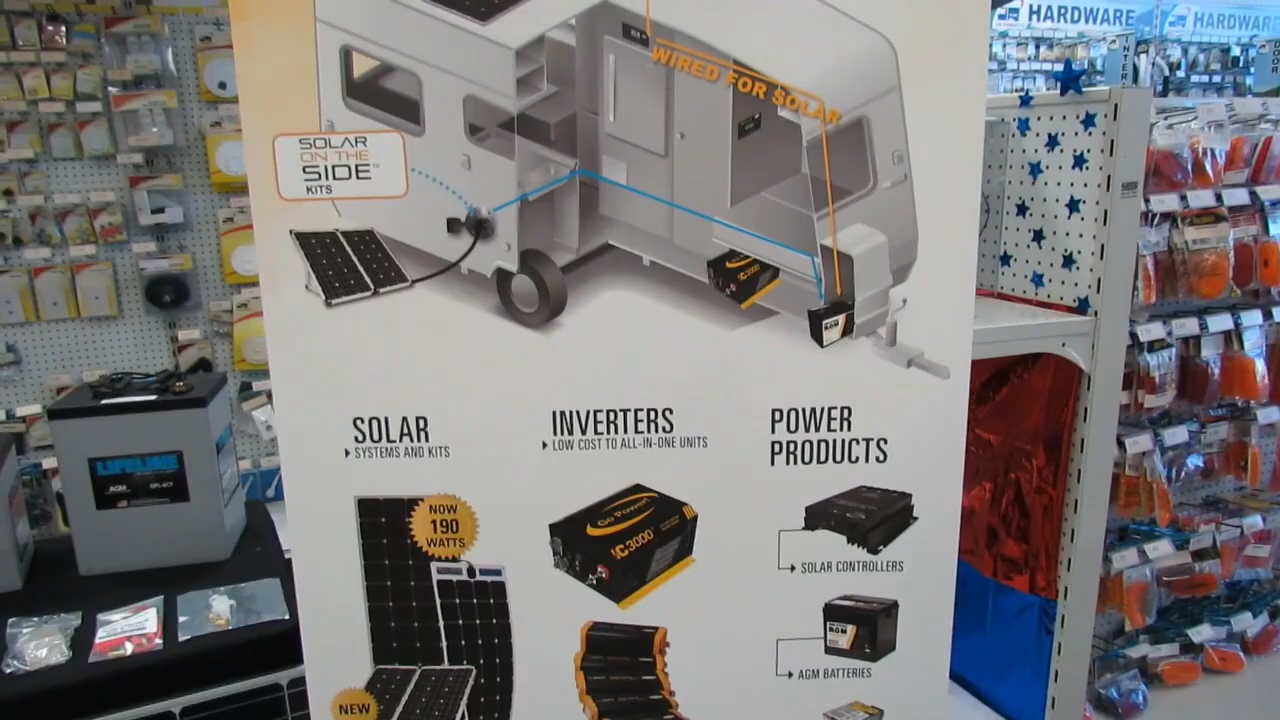 HARDWARE
HARDWARE
WIRED FOR SOLAR
SOLAR
ON THE
SIDE
KITS
SOLAR
SYSTEMS AND KITS
INVERTERS
LOW COST TO ALL-IN-ONE UNITS
POWER
PRODUCTS
LIFELINE
AGM
NOW
190
WATTS
Go Power!
IC3000
SOLAR CONTROLLERS
AGM
AGM BATTERIES
NEW